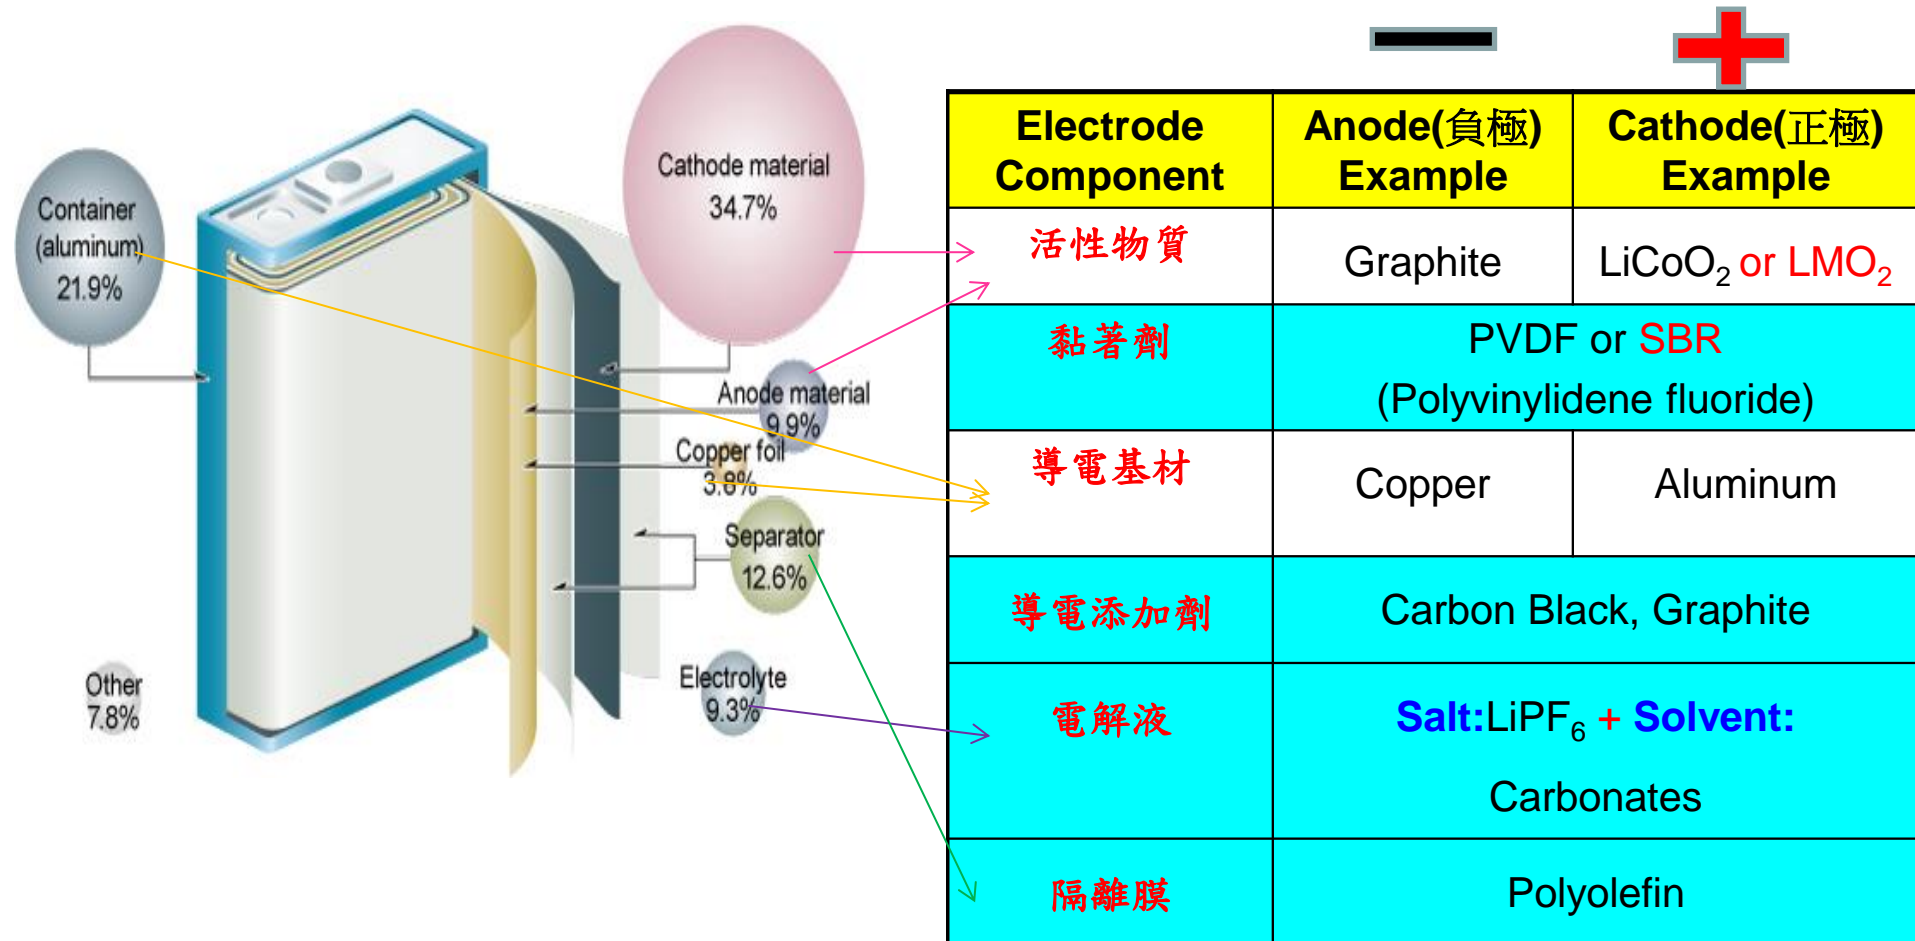 Container
(aluminum)
21.9%
Cathode material
34.7%
Anode material
9.9%
Copper foil
3.8%
Separator
12.6%
Electrolyte
9.3%
Other
7.8%
Electrode Component
Anode(負極) Example
Cathode(正極) Example
活性物質
Graphite
LiCoO₂ or LMO₂
黏著劑
PVDF or SBR
(Polyvinylidene fluoride)
導電基材
Copper
Aluminum
導電添加劑
Carbon Black, Graphite
電解液
Salt:LiPF₆ + Solvent:
Carbonates
隔離膜
Polyolefin